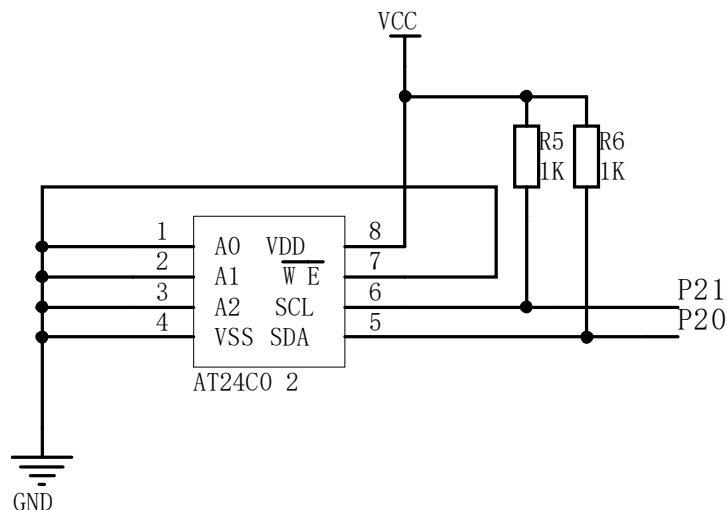 VCC
R5 R6
1K 1K
1 A0 VDD 8
2 A1 W E 7
3 A2 SCL 6 P21
4 VSS SDA 5 P20
AT24C0 2
GND